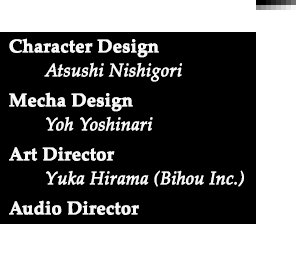 Character Design
Atsushi Nishigori
Mecha Design
Yoh Yoshinari
Art Director
Yuka Hirama (Bihou Inc.)
Audio Director